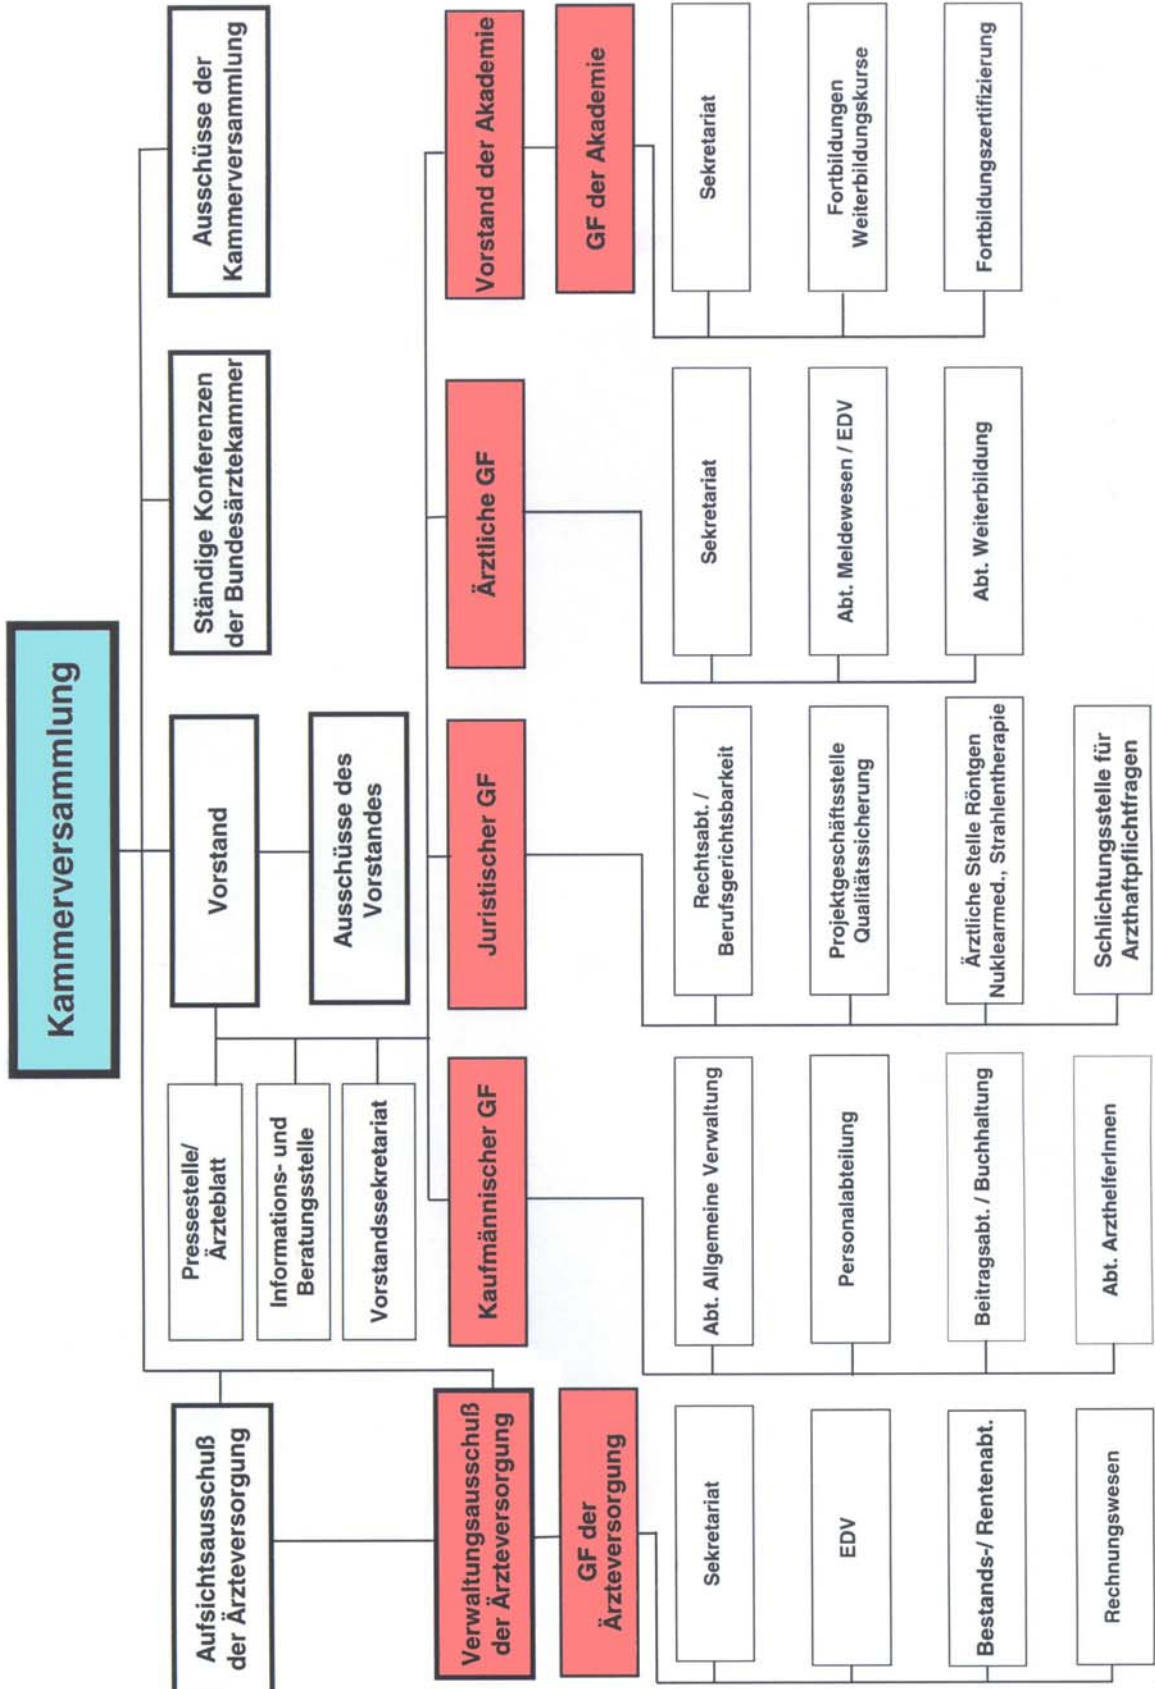 Kammerversammlung
Aufsichtsausschuß
der Ärzteversorgung
Vorstand
Ständige Konferenzen
der Bundesärztekammer
Ausschüsse der
Kammerversammlung
Pressestelle/
Ärzteblatt
Informations- und
Beratungsstelle
Vorstandssekretariat
Ausschüsse des
Vorstandes
Verwaltungsausschuß
der Ärzteversorgung
Kaufmännischer GF
Juristischer GF
Ärztliche GF
Vorstand der Akademie
GF der
Ärzteversorgung
GF der Akademie
Sekretariat
EDV
Bestands-/ Rentenabt.
Rechnungswesen
Abt. Allgemeine Verwaltung
Personalabteilung
Beitragsabt. / Buchhaltung
Abt. ArzthelferInnen
Rechtsabt. /
Berufsgerichtsbarkeit
Projektgeschäftsstelle
Qualitätssicherung
Ärztliche Stelle Röntgen
Nuklearmed., Strahlentherapie
Schlichtungsstelle für
Arzthaftpflichtfragen
Sekretariat
Abt. Meldewesen / EDV
Abt. Weiterbildung
Sekretariat
Fortbildungen
Weiterbildungskurse
Fortbildungszertifizierung